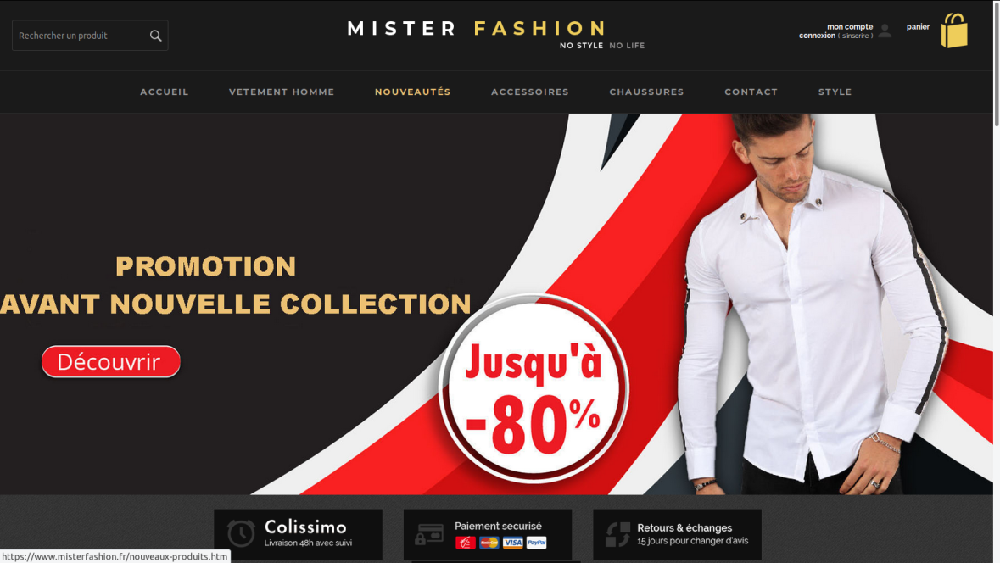 Rechercher un produit
MISTER FASHION
NO STYLE NO LIFE
mon compte
connexion ( s'inscrire )
panier
ACCUEIL
VETEMENT HOMME
NOUVEAUTÉS
ACCESSOIRES
CHAUSSURES
CONTACT
STYLE
PROMOTION
AVANT NOUVELLE COLLECTION
Découvrir
Jusqu'à
-80%
Colissimo
Livraison 48h avec suivi
Paiement securisé
VISA
PayPal
Retours & échanges
15 jours pour changer d'avis
https://www.misterfashion.fr/nouveaux-produits.htm